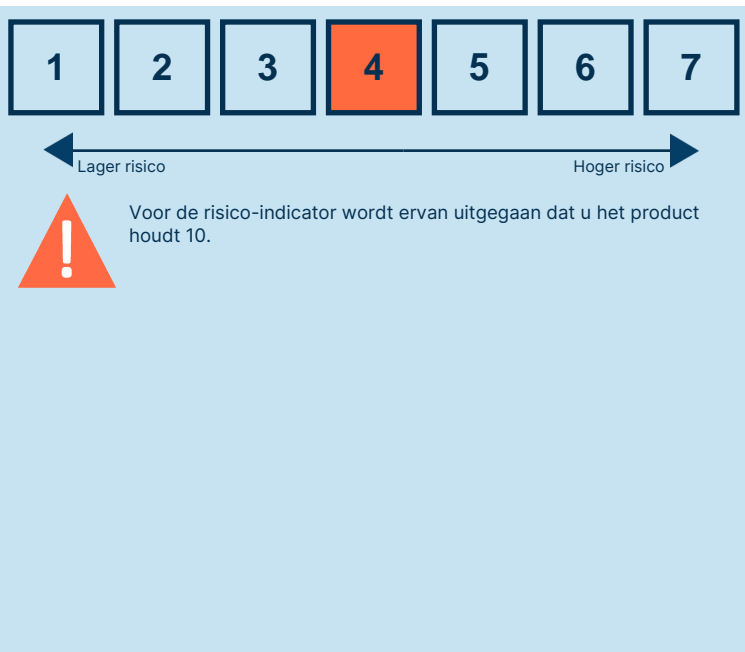 1 2 3 4 5 6 7
Lager risico Hoger risico
!
Voor de risico-indicator wordt ervan uitgegaan dat u het product
houdt 10.